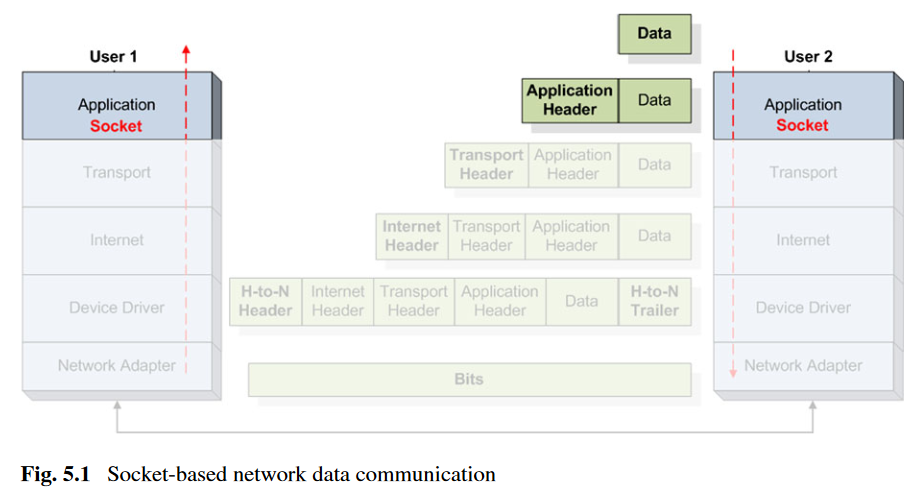 Data
User 1
User 2
Application
Socket
Application
Header
Data
Application
Socket
Transport
Transport
Header
Application
Header
Data
Transport
Internet
Internet
Header
Transport
Header
Application
Header
Data
Internet
Device Driver
H-to-N
Header
Internet
Header
Transport
Header
Application
Header
Data
H-to-N
Trailer
Device Driver
Network Adapter
Bits
Network Adapter
Fig. 5.1 Socket-based network data communication